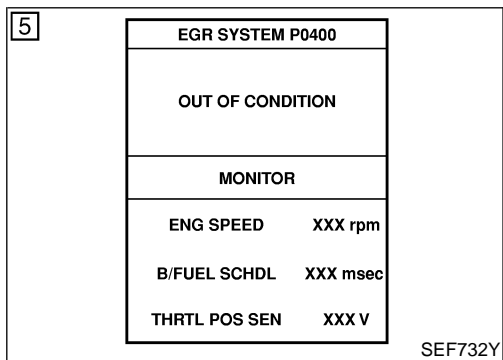 5
EGR SYSTEM P0400
OUT OF CONDITION
MONITOR
ENG SPEED XXX rpm
B/FUEL SCHDL XXX msec
THRTL POS SEN XXX V
SEF732Y